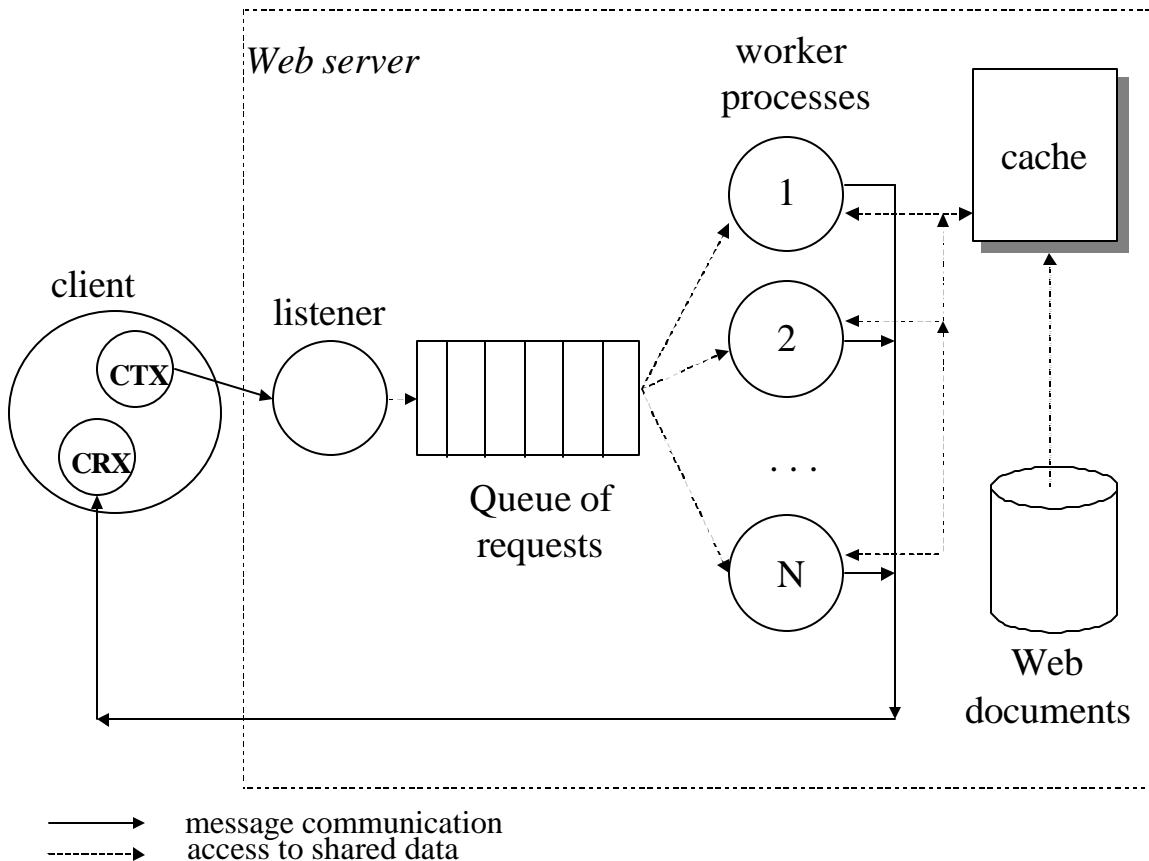 Web server
worker
processes
cache
1
client
listener
2
CTX
CRX
. . .
Queue of
requests
N
Web
documents
message communication
access to shared data